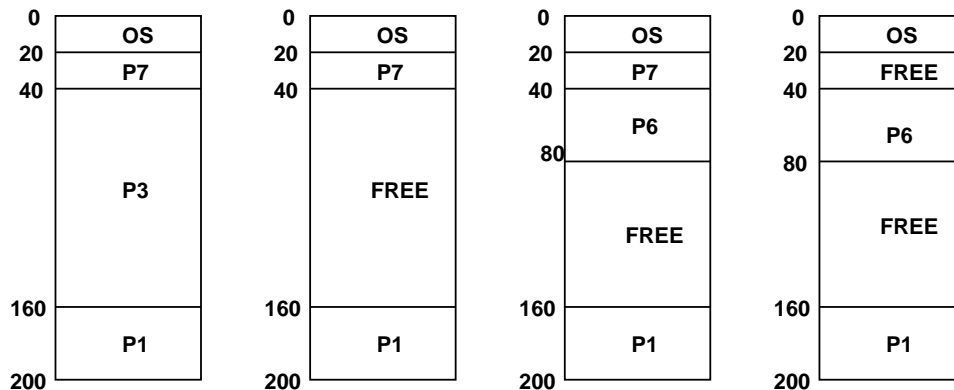 0 0 0 0
OS OS OS OS
20 20 20 20
P7 P7 P7 FREE
40 40 40 40
P6 P6
80 80
P3 FREE
FREE FREE
160 160 160 160
P1 P1 P1 P1
200 200 200 200